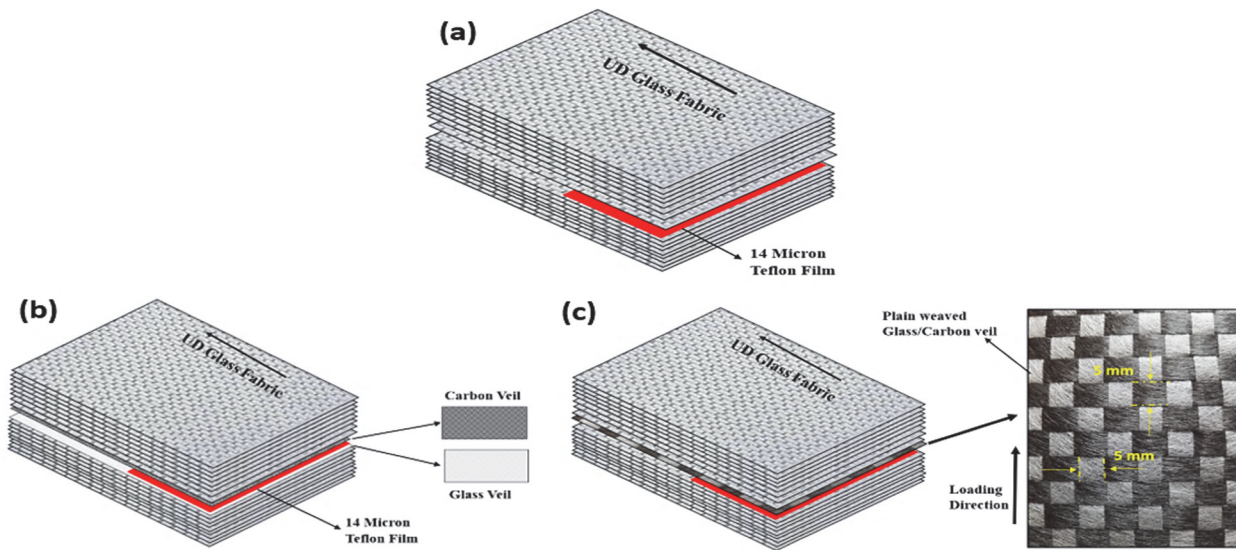 (a)
UD Glass Fabric
14 Micron
Teflon Film
(b)
UD Glass Fabric
Carbon Veil
Glass Veil
14 Micron
Teflon Film
(c)
UD Glass Fabric
Plain weaved
Glass/Carbon veil
5 mm
5 mm
Loading
Direction